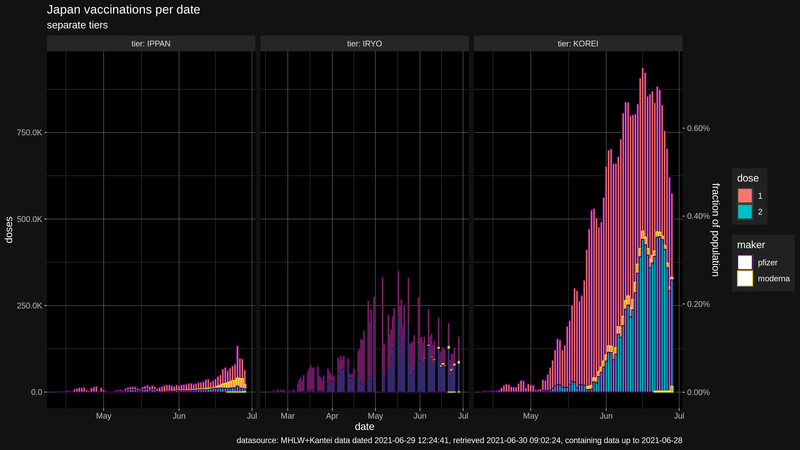 Japan vaccinations per date
separate tiers
tier: IPPAN
tier: IRYO
tier: KOREI
750.0K
500.0K
250.0K
0.0
doses
0.60%
0.40%
0.20%
0.00%
fraction of population
May
Jun
Jul
Mar
Apr
May
Jun
Jul
May
Jun
Jul
date
dose
1
2
maker
pfizer
moderna
datasource: MHLW+Kantei data dated 2021-06-29 12:24:41, retrieved 2021-06-30 09:02:24, containing data up to 2021-06-28